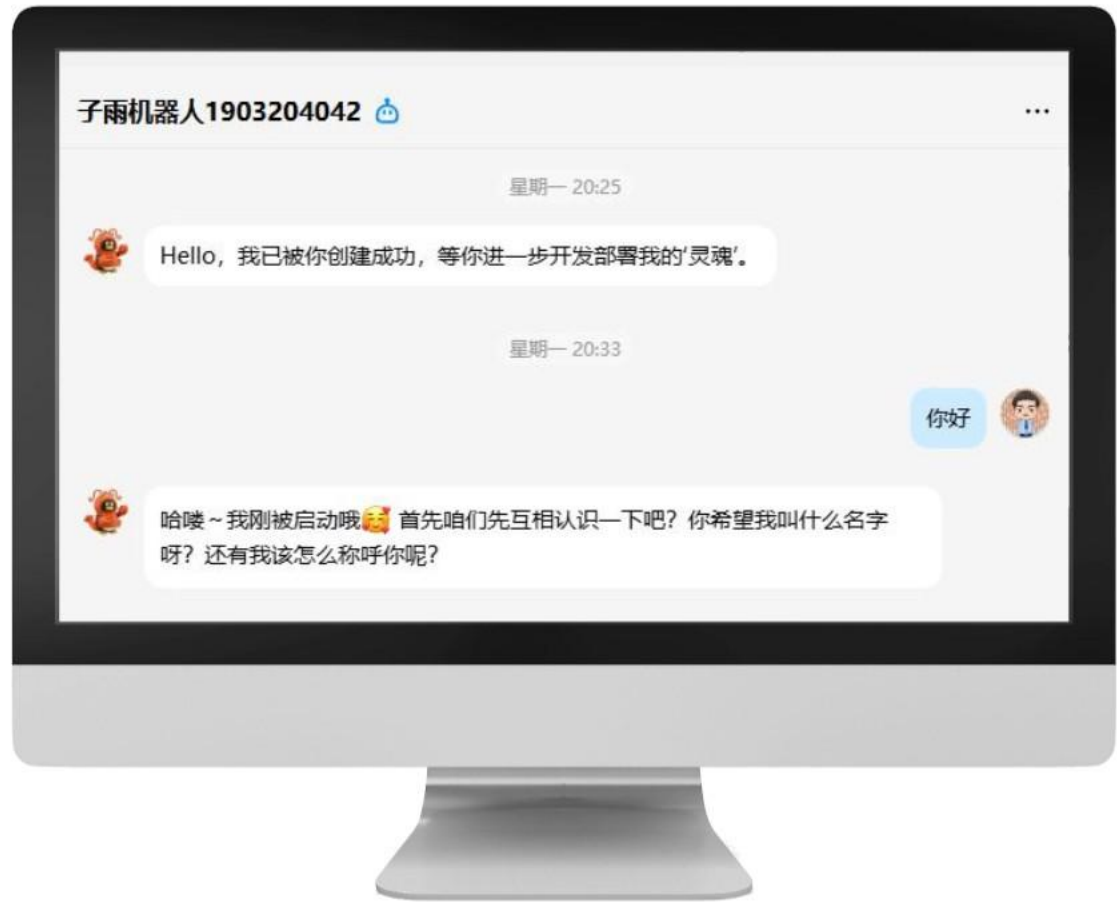 子雨机器人1903204042
星期一 20:25
Hello，我已被你创建成功，等你进一步开发部署我的‘灵魂’。
星期一 20:33
你好
哈喽～我刚被启动哦🥰 首先咱们先互相认识一下吧？你希望我叫什么名字
呀？还有我该怎么称呼你呢？